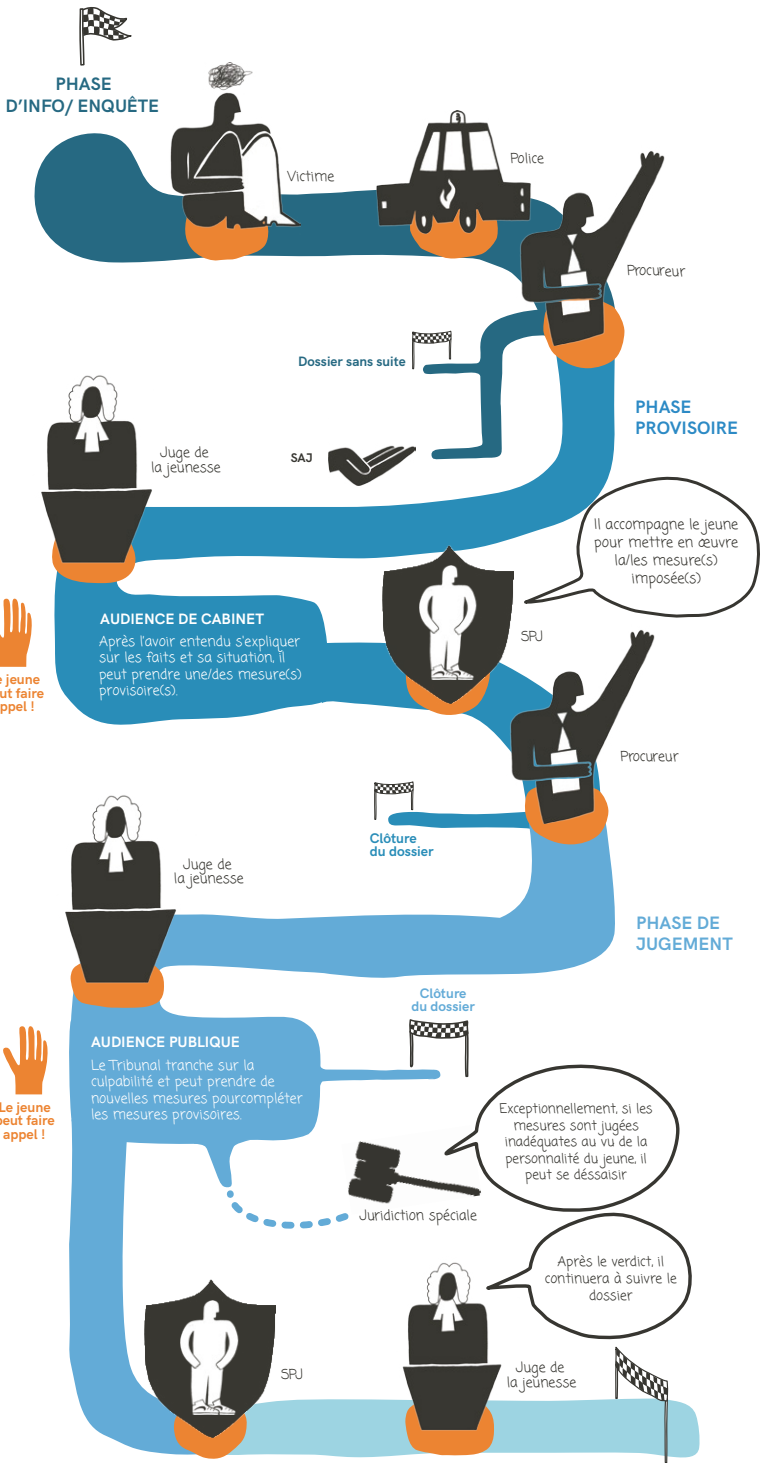 PHASE
D'INFO/ ENQUÊTE
Victime
Police
Procureur
Dossier sans suite
PHASE
PROVISOIRE
Juge de
la jeunesse
SAJ
Il accompagne le jeune
pour mettre en œuvre
la/les mesure(s)
imposée(s)
AUDIENCE DE CABINET
Après l'avoir entendu s'expliquer
sur les faits et sa situation, il
peut prendre une/des mesure(s)
provisoire(s).
SPJ
e jeune
ut faire
ppel !
Procureur
Clôture
du dossier
Juge de
la jeunesse
PHASE DE
JUGEMENT
Clôture
du dossier
AUDIENCE PUBLIQUE
Le Tribunal tranche sur la
culpabilité et peut prendre de
nouvelles mesures pourcompléter
les mesures provisoires.
Le jeune
peut faire
appel !
Exceptionnellement, si les
mesures sont jugées
inadéquates au vu de la
personnalité du jeune, il
peut se déssaisir
Juridiction spéciale
Après le verdict, il
continuera à suivre le
dossier
SPJ
Juge de
la jeunesse